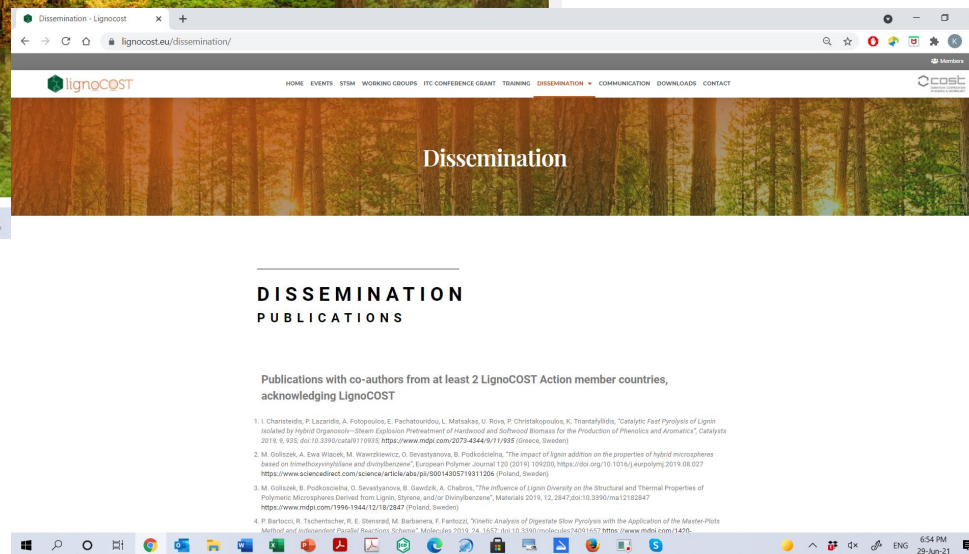 Dissemination - Lignocost
lignocost.eu/dissemination/
K
Members
lignoCOST
HOME EVENTS STSM WORKING GROUPS ITC CONFERENCE GRANT TRAINING DISSEMINATION COMMUNICATION DOWNLOADS CONTACT
cost
Dissemination
DISSEMINATION
PUBLICATIONS
Publications with co-authors from at least 2 LignoCOST Action member countries,
acknowledging LignoCOST
1. I. Charisteidis, P. Lazaridis, A. Fotopoulos, E. Pachatouridou, L. Matsakas, U. Rova, P. Christakopoulos, K. Triantafyllidis, "Catalytic Fast Pyrolysis of Lignin
Isolated by Hybrid Organosolv—Steam Explosion Pretreatment of Hardwood and Softwood Biomass for the Production of Phenolics and Aromatics", Catalysts
2019, 9, 935; doi:10.3390/catal9110935; https://www.mdpi.com/2073-4344/9/11/935 (Greece, Sweden)
2. M. Goliszek, A. Ewa Wiacek, M. Wawrzkiewicz, O. Sevastyanova, B. Podkościelna, "The impact of lignin addition on the properties of hybrid microspheres
based on trimethoxyvinylsilane and divinylbenzene", European Polymer Journal 120 (2019) 109200, https://doi.org/10.1016/j.eurpolymj.2019.08.027
https://www.sciencedirect.com/science/article/abs/pii/S0014305719311206 (Poland, Sweden)
3. M. Goliszek, B. Podkoscielna, O. Sevastyanova, B. Gawdzik, A. Chabros, "The Influence of Lignin Diversity on the Structural and Thermal Properties of
Polymeric Microspheres Derived from Lignin, Styrene, and/or Divinylbenzene", Materials 2019, 12, 2847;doi:10.3390/ma12182847
https://www.mdpi.com/1996-1944/12/18/2847 (Poland, Sweden)
4. P. Bartocci, R. Tschentscher, R. E. Stensrød, M. Barbanera, F. Fantozzi, "Kinetic Analysis of Digestate Slow Pyrolysis with the Application of the Master-Plots
Method and Independent Parallel Reactions Scheme", Molecules 2019, 24, 1657; doi:10.3390/molecules24091657 https://www.mdpi.com/1420-
ENG
6:54 PM
29-Jun-21